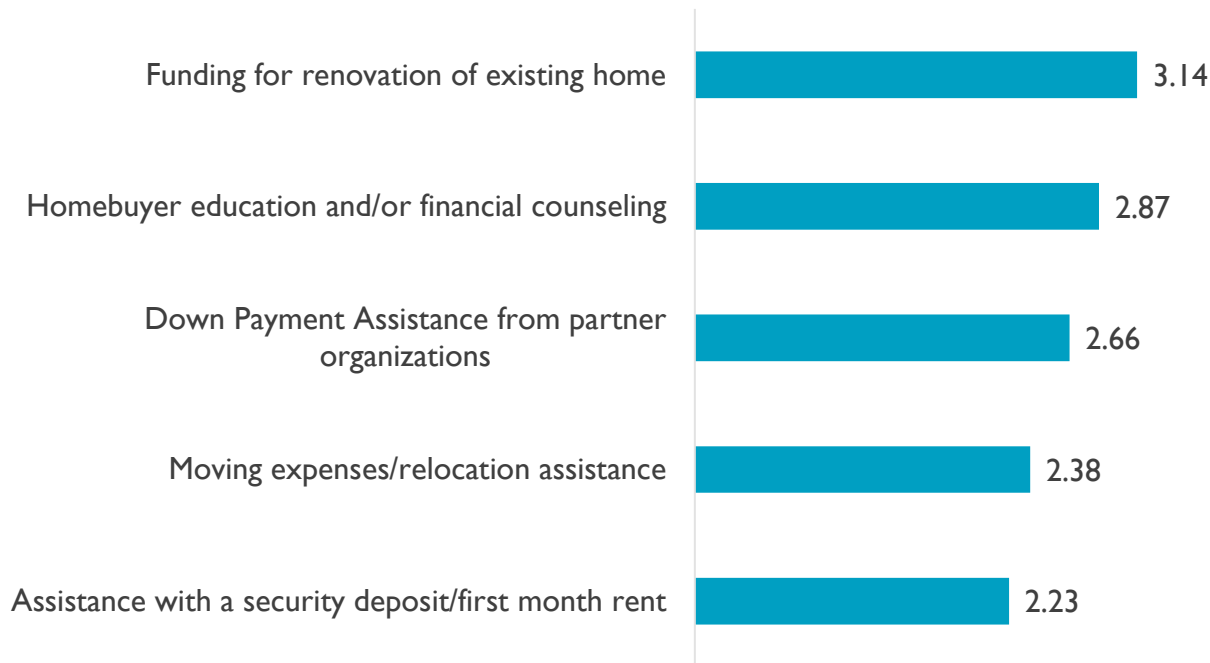 Funding for renovation of existing home
3.14
Homebuyer education and/or financial counseling
2.87
Down Payment Assistance from partner
organizations
2.66
Moving expenses/relocation assistance
2.38
Assistance with a security deposit/first month rent
2.23